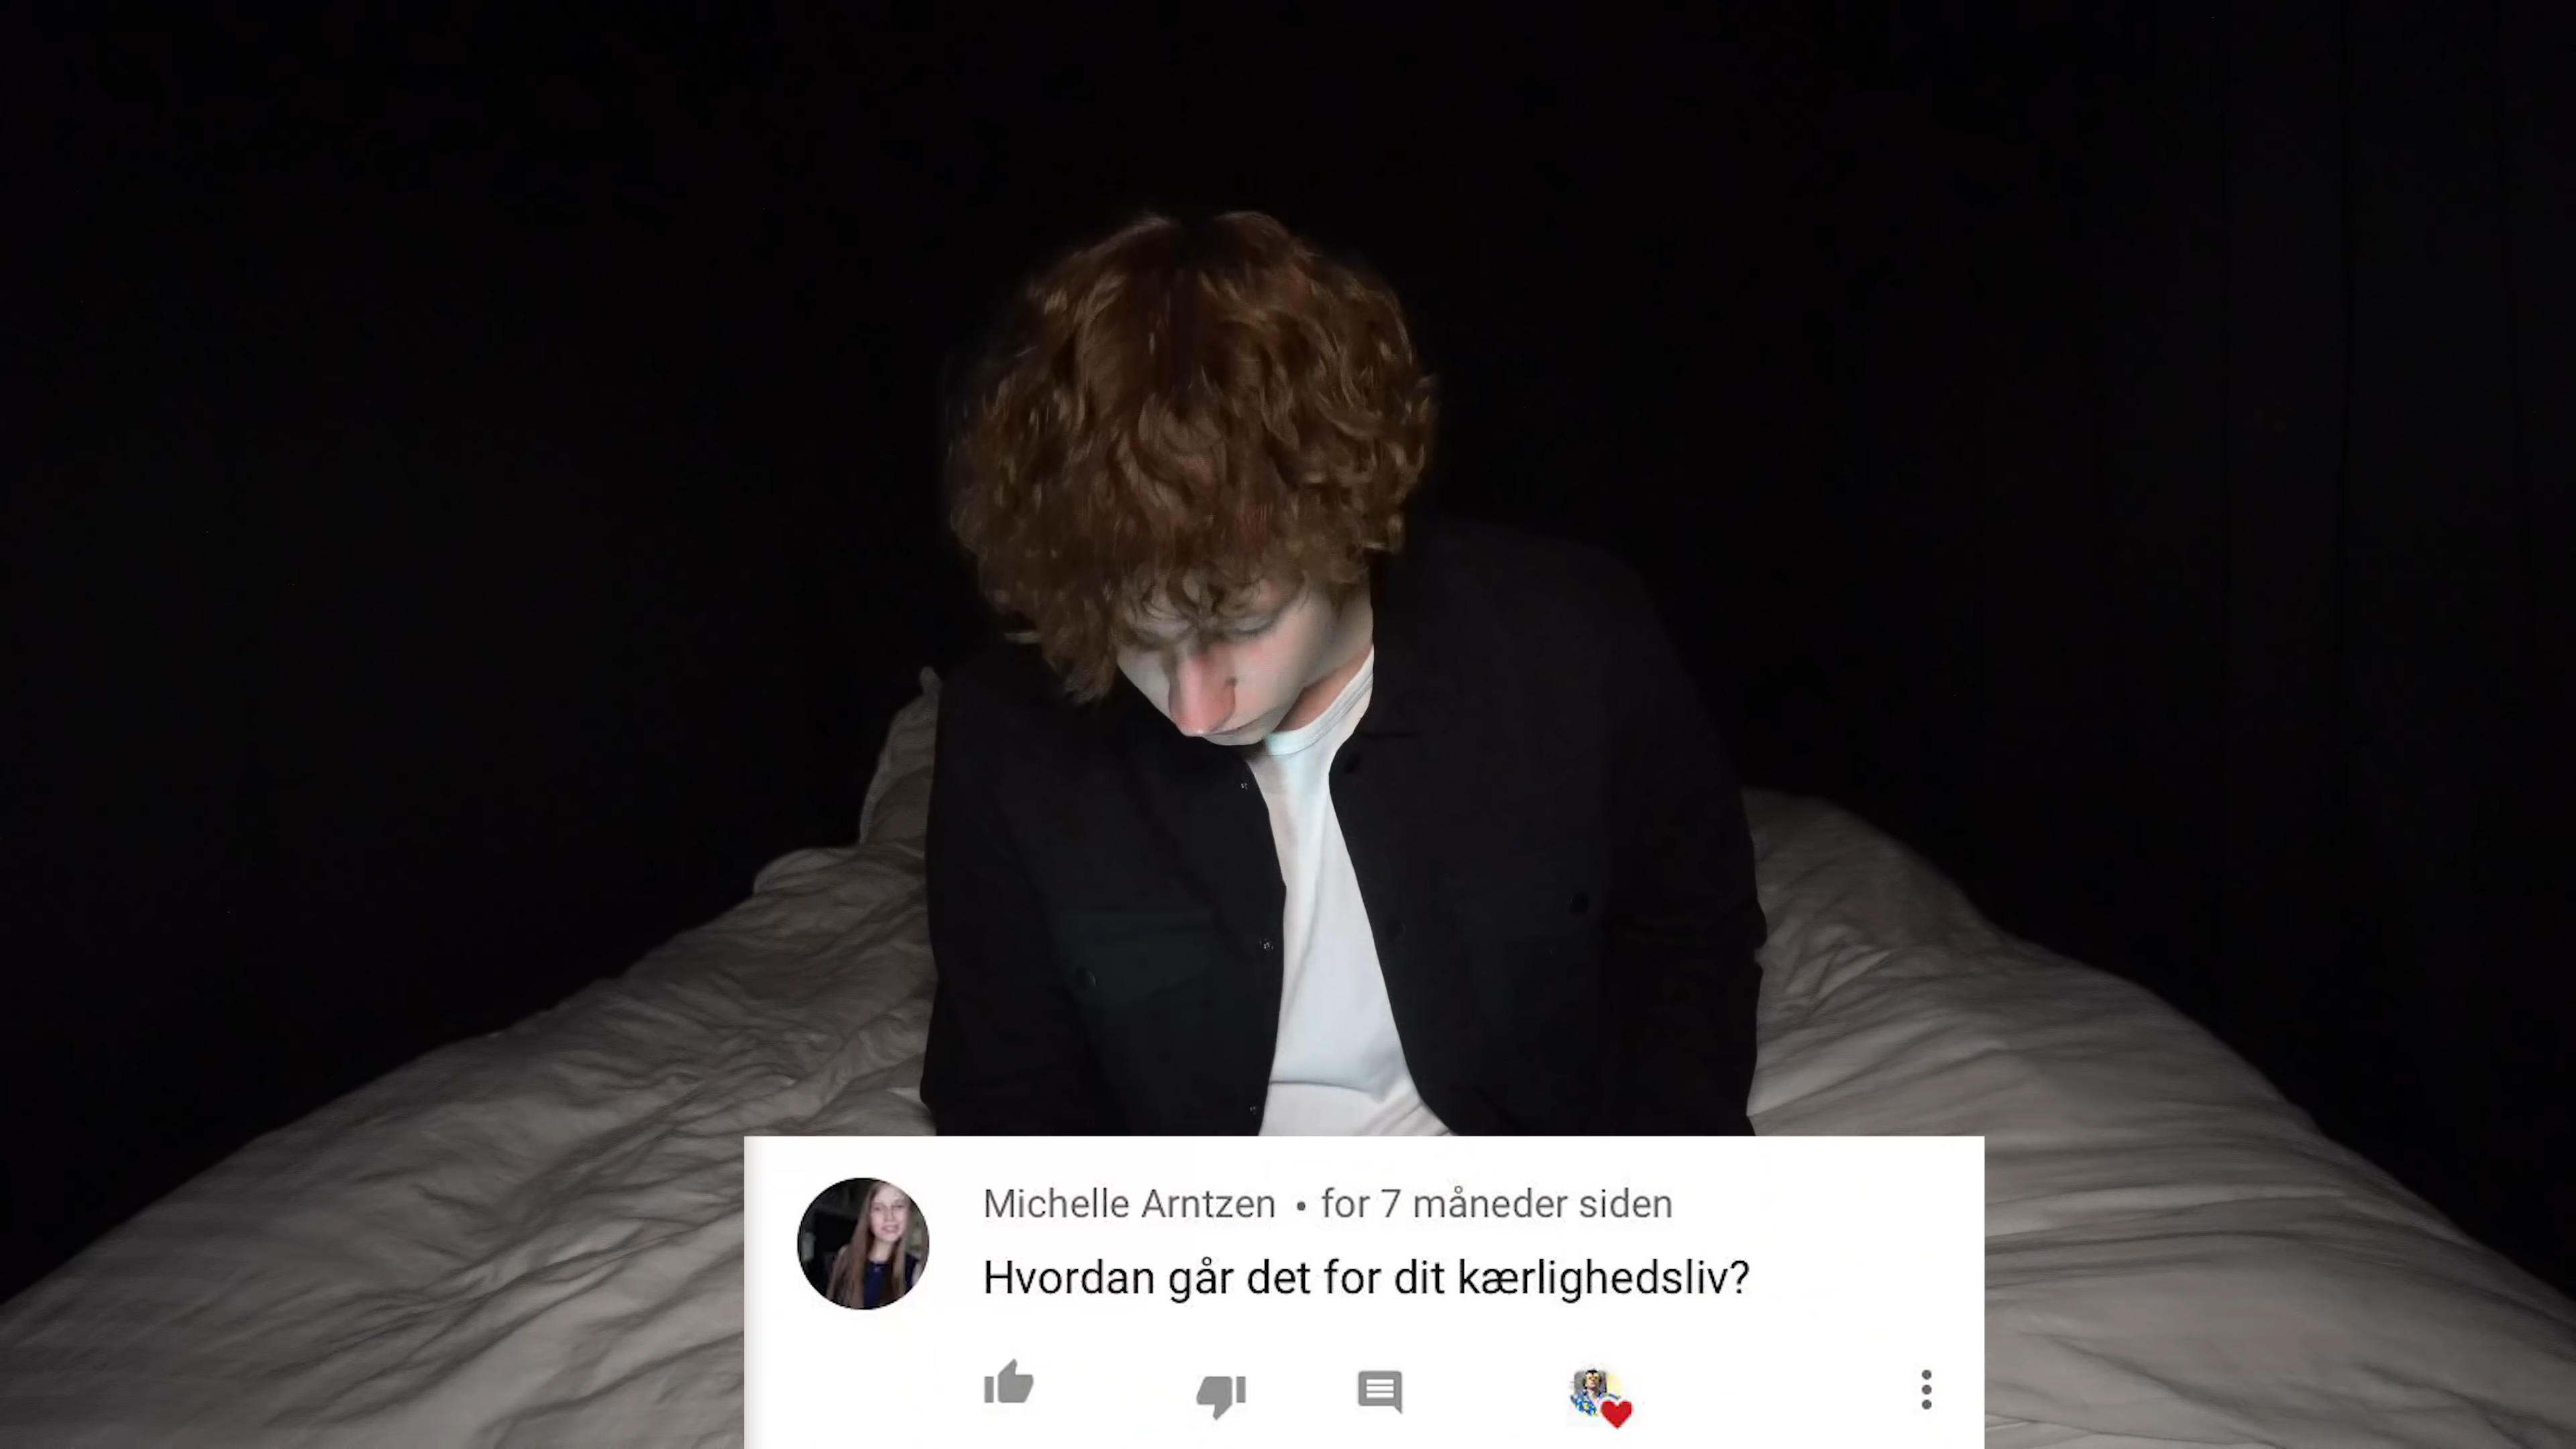 Michelle Arntzen • for 7 måneder siden
Hvordan går det for dit kærlighedsliv?